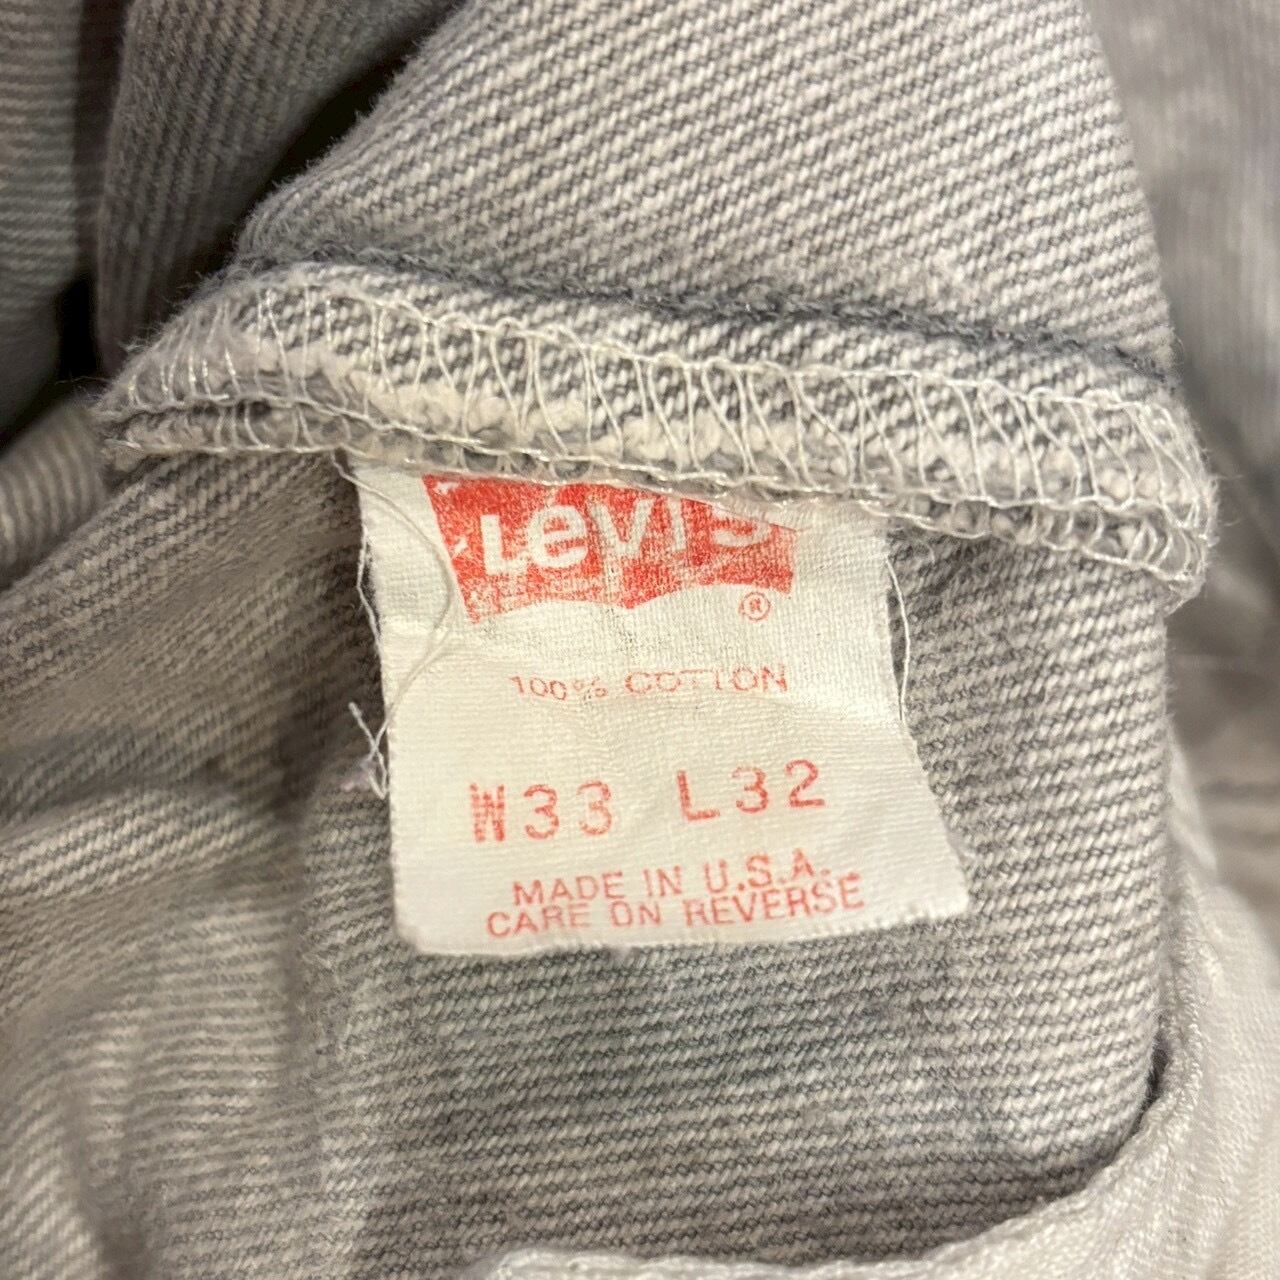 Levi's
®
100% COTTON
W33 L32
MADE IN U.S.A.
CARE ON REVERSE